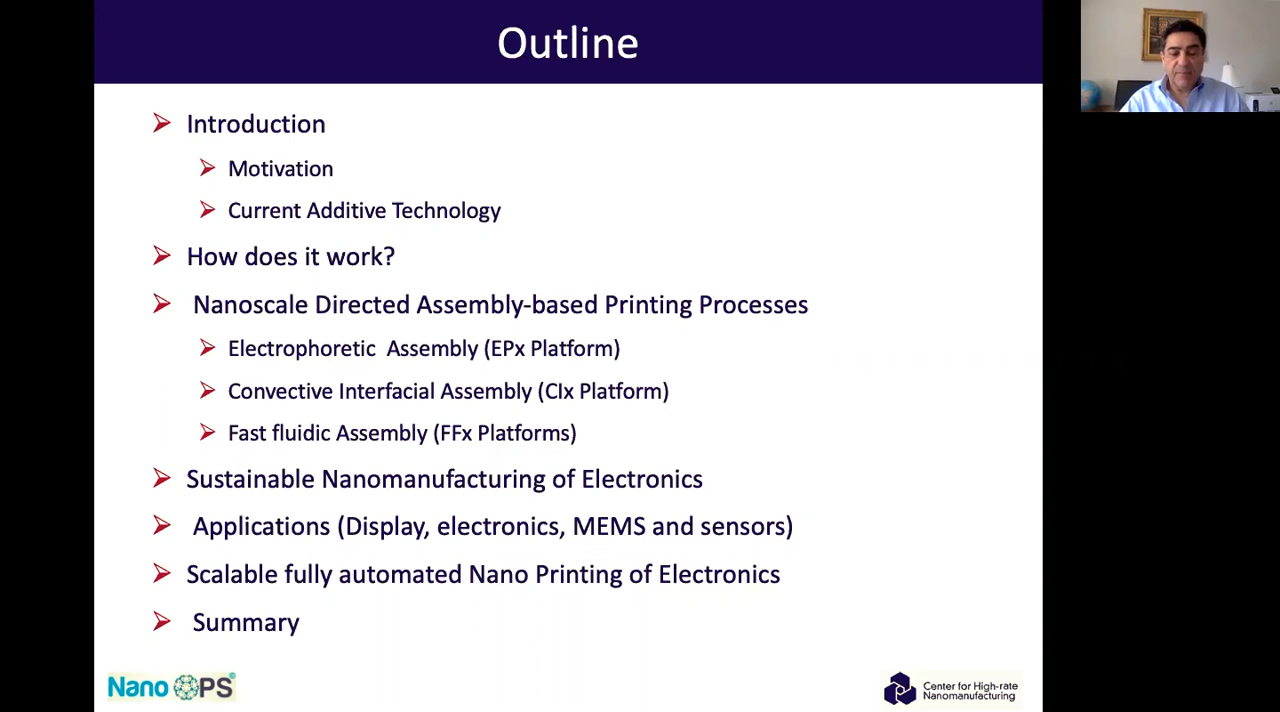 Outline
Introduction
Motivation
Current Additive Technology
How does it work?
Nanoscale Directed Assembly-based Printing Processes
Electrophoretic Assembly (EPx Platform)
Convective Interfacial Assembly (CIx Platform)
Fast fluidic Assembly (FFx Platforms)
Sustainable Nanomanufacturing of Electronics
Applications (Display, electronics, MEMS and sensors)
Scalable fully automated Nano Printing of Electronics
Summary
Nano OPS
Center for High-rate
Nanomanufacturing